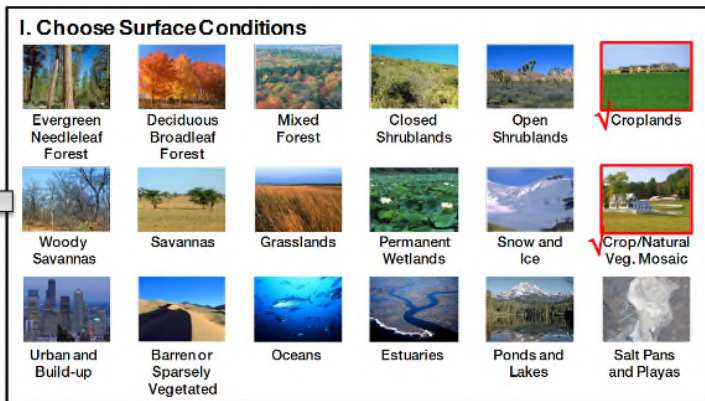 I. Choose Surface Conditions
Evergreen
Needleleaf
Forest
Deciduous
Broadleaf
Forest
Mixed
Forest
Closed
Shrublands
Open
Shrublands
√ Croplands
Woody
Savannas
Savannas
Grasslands
Permanent
Wetlands
Snow and
Ice
√ Crop/Natural
Veg. Mosaic
Urban and
Build-up
Barren or
Sparsely
Vegetated
Oceans
Estuaries
Ponds and
Lakes
Salt Pans
and Playas